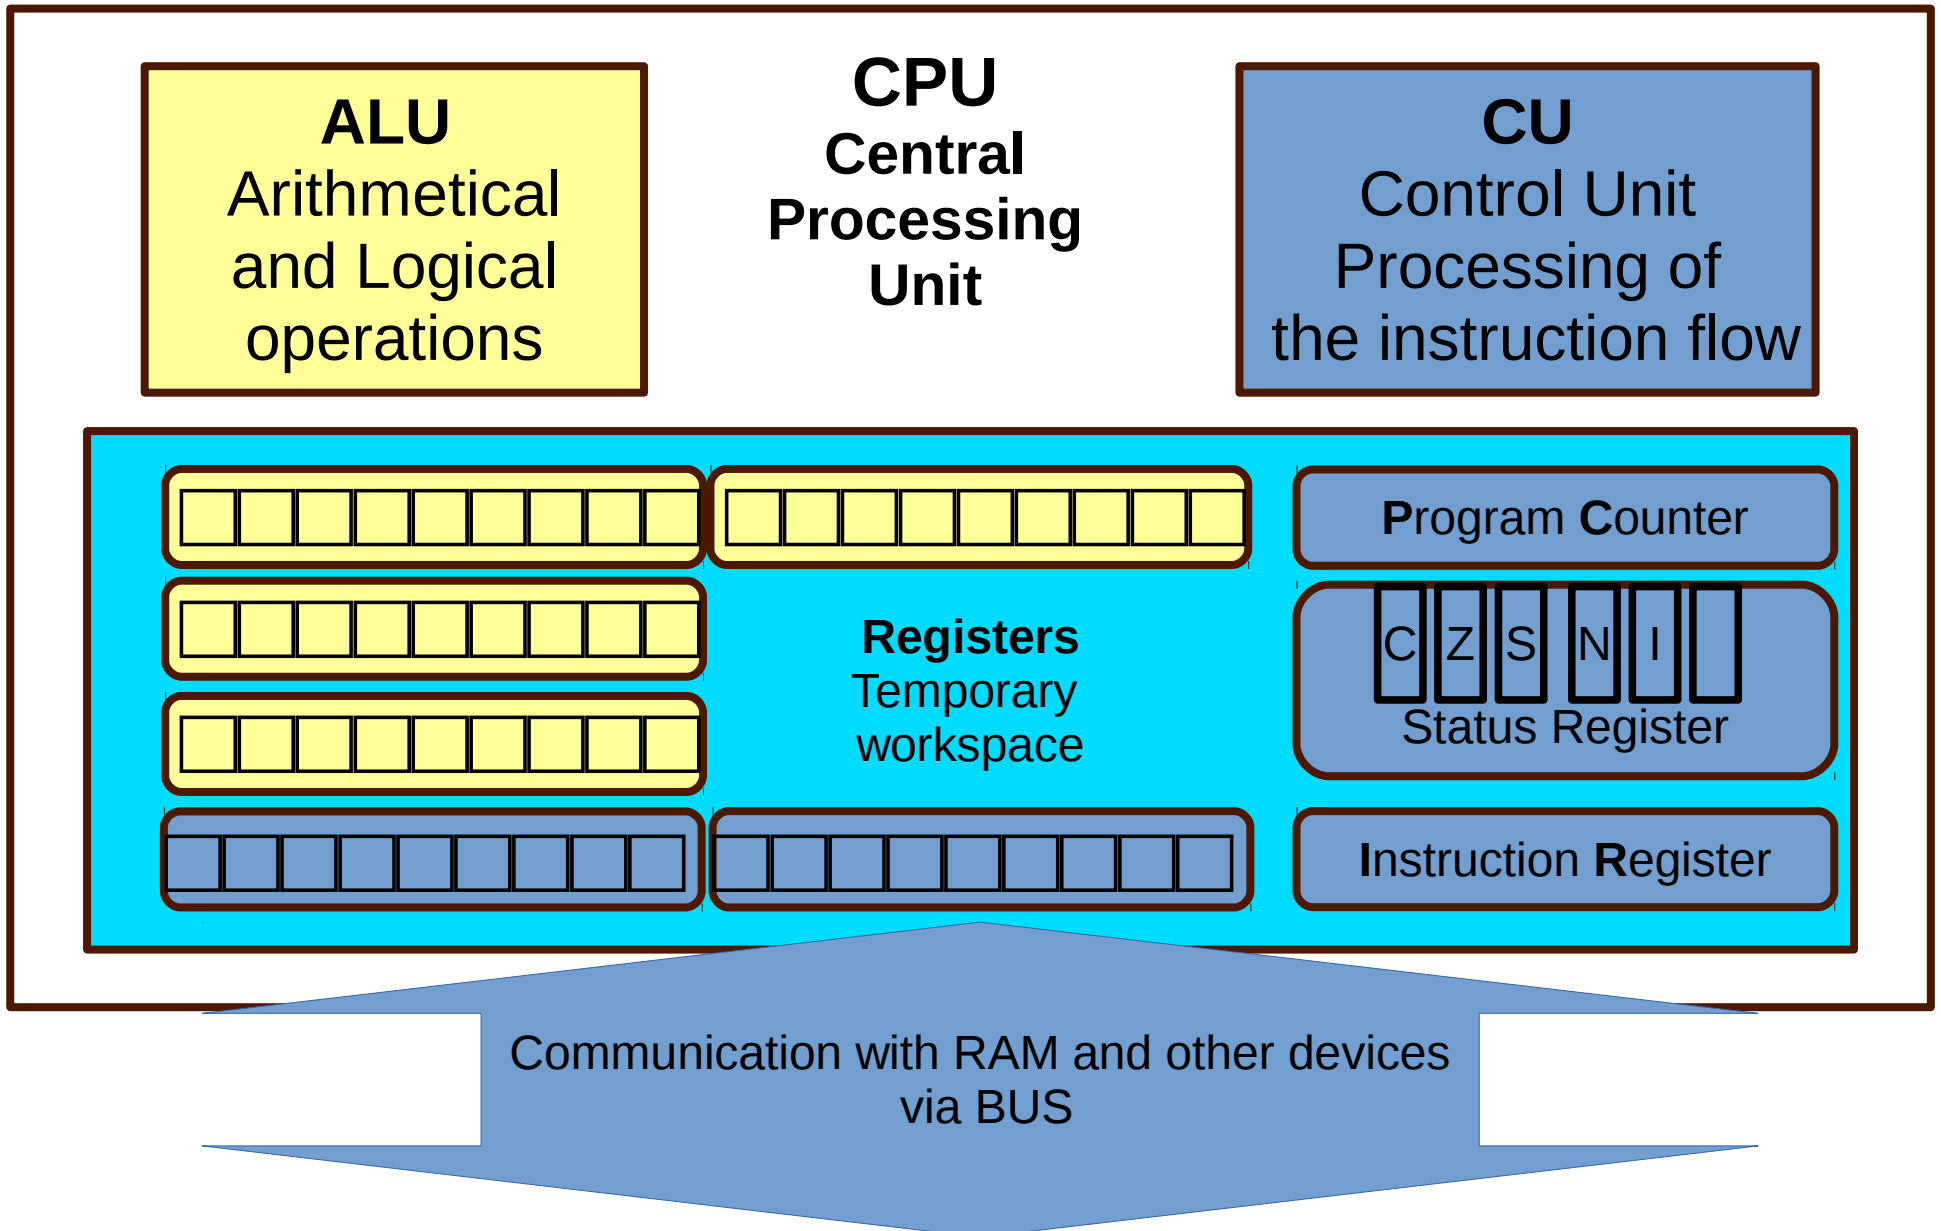 ALU
Arithmetical
and Logical
operations
CPU
Central
Processing
Unit
CU
Control Unit
Processing of
the instruction flow
Registers
Temporary
workspace
Program Counter
C Z S N I
Status Register
Instruction Register
Communication with RAM and other devices
via BUS